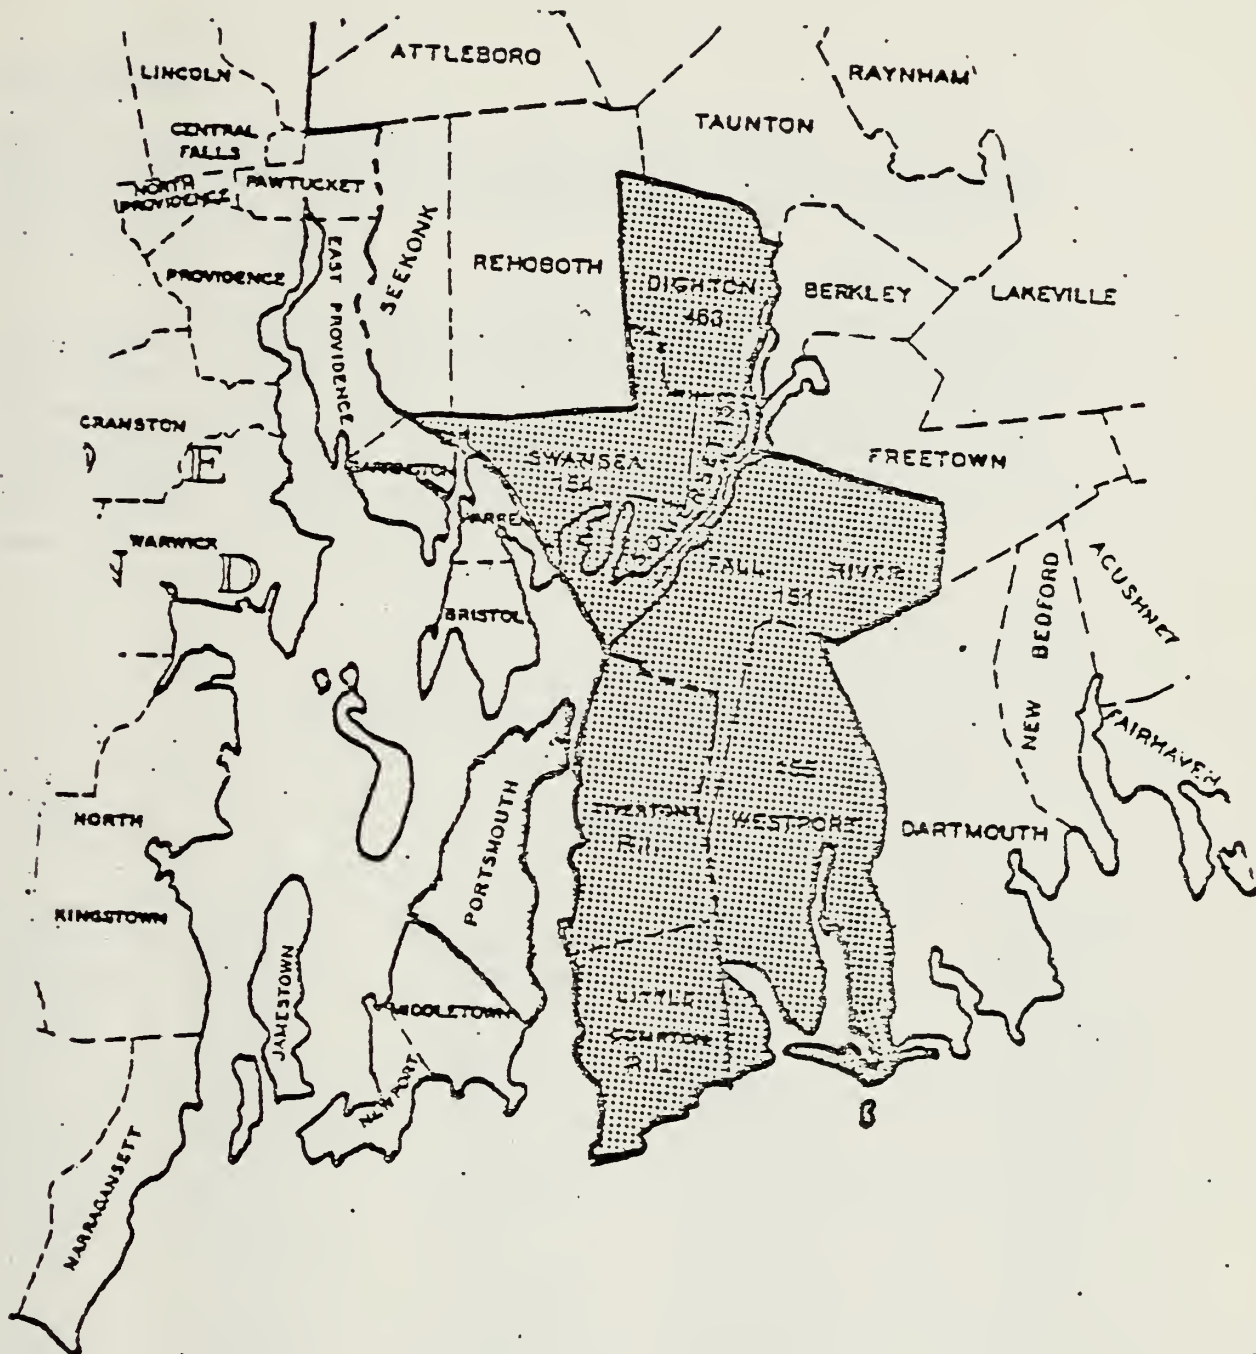 ATTLEBORO
LINCOLN
RAYNHAM
TAUNTON
CENTRAL
FALLS
NORTH
PROVIDENCE
PAWTUCKET
SEEKONK
EAST PROVIDENCE
REHOBOTH
PROVIDENCE
DIGHTON
463
BERKLEY
LAKEVILLE
CRANSTON
E
SWANSEA
FREETOWN
WARWICK
D
FALL RIVER
151
BRISTOL
NEW BEDFORD
ACUSHNET
FAIRHAVEN
NORTH
KINGSTOWN
PORTSMOUTH
WESTPORT
DARTMOUTH
JAMESTOWN
MIDDLETOWN
LITTLE
COMPTON
R.I.
NEWPORT
NARRAGANSETT